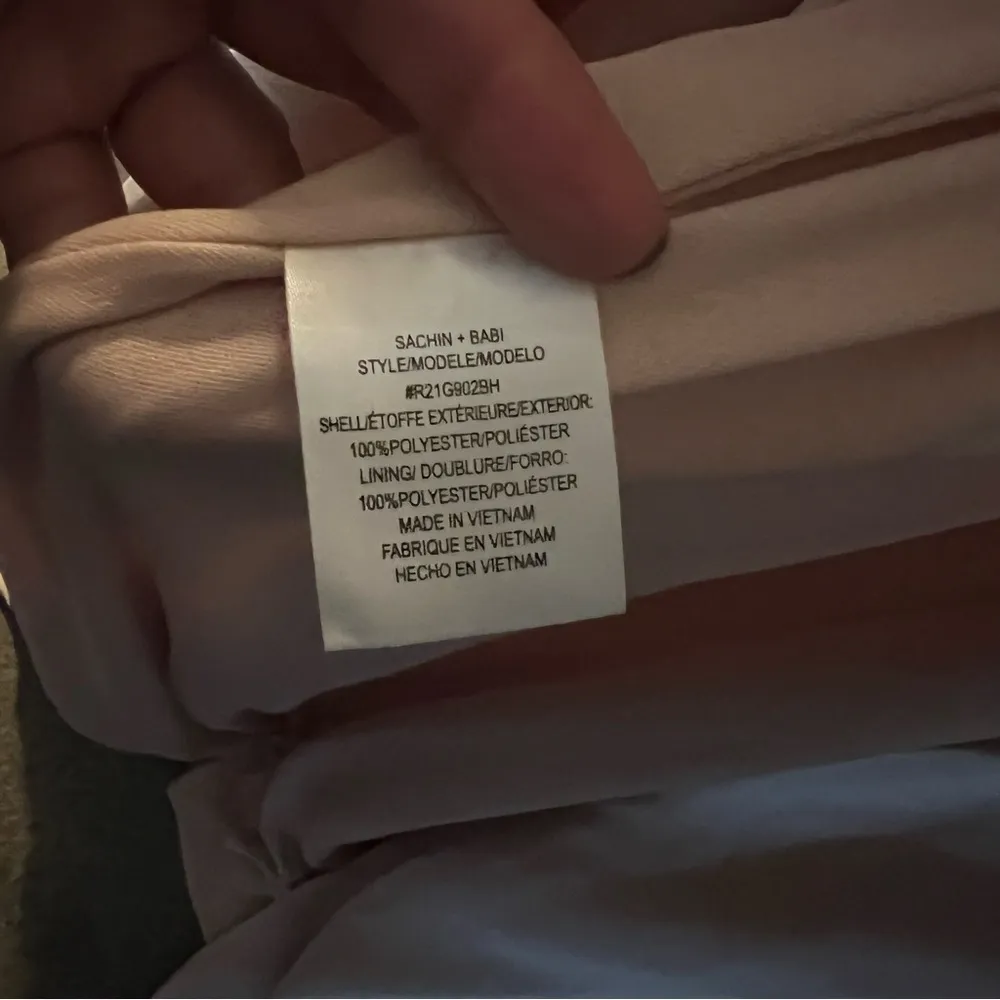 SACHIN + BABI
STYLE/MODELE/MODELO
#R21G902BH
SHELL/ÉTOFFE EXTÉRIEURE/EXTERIOR:
100%POLYESTER/POLIÉSTER
LINING/ DOUBLURE/FORRO:
100%POLYESTER/POLIÉSTER
MADE IN VIETNAM
FABRIQUE EN VIETNAM
HECHO EN VIETNAM